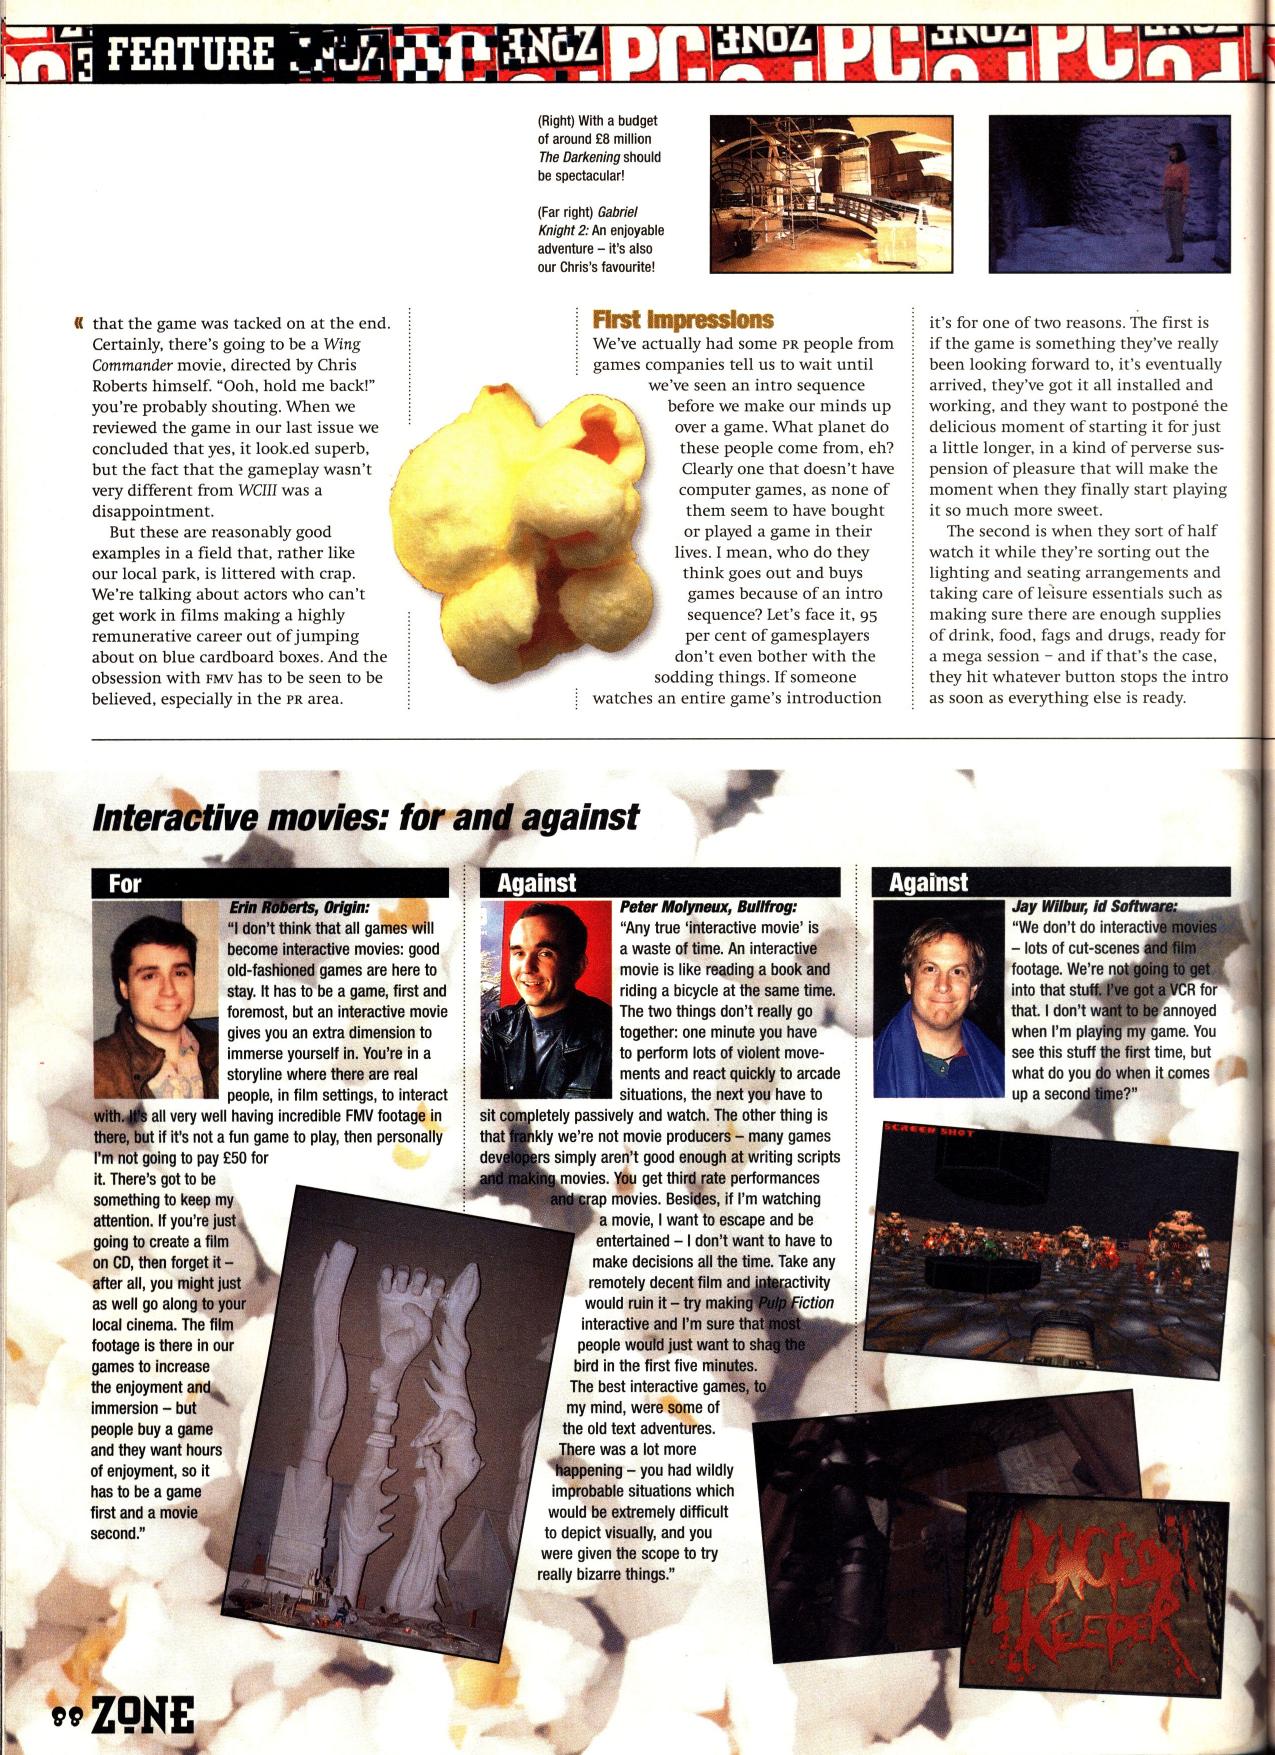 FEATURE
(Right) With a budget
of around £8 million
The Darkening should
be spectacular!
(Far right) Gabriel
Knight 2: An enjoyable
adventure – it's also
our Chris's favourite!
« that the game was tacked on at the end.
Certainly, there's going to be a Wing
Commander movie, directed by Chris
Roberts himself. “Ooh, hold me back!”
you're probably shouting. When we
reviewed the game in our last issue we
concluded that yes, it look.ed superb,
but the fact that the gameplay wasn't
very different from WCIII was a
disappointment.
But these are reasonably good
examples in a field that, rather like
our local park, is littered with crap.
We're talking about actors who can't
get work in films making a highly
remunerative career out of jumping
about on blue cardboard boxes. And the
obsession with FMV has to be seen to be
believed, especially in the PR area.
First Impressions
We've actually had some PR people from
games companies tell us to wait until
we've seen an intro sequence
before we make our minds up
over a game. What planet do
these people come from, eh?
Clearly one that doesn't have
computer games, as none of
them seem to have bought
or played a game in their
lives. I mean, who do they
think goes out and buys
games because of an intro
sequence? Let's face it, 95
per cent of gamesplayers
don't even bother with the
sodding things. If someone
watches an entire game's introduction
it's for one of two reasons. The first is
if the game is something they've really
been looking forward to, it's eventually
arrived, they've got it all installed and
working, and they want to postpone the
delicious moment of starting it for just
a little longer, in a kind of perverse sus-
pension of pleasure that will make the
moment when they finally start playing
it so much more sweet.
The second is when they sort of half
watch it while they're sorting out the
lighting and seating arrangements and
taking care of leisure essentials such as
making sure there are enough supplies
of drink, food, fags and drugs, ready for
a mega session – and if that's the case,
they hit whatever button stops the intro
as soon as everything else is ready.
Interactive movies: for and against
For
Erin Roberts, Origin:
“I don't think that all games will
become interactive movies: good
old-fashioned games are here to
stay. It has to be a game, first and
foremost, but an interactive movie
gives you an extra dimension to
immerse yourself in. You're in a
storyline where there are real
people, in film settings, to interact
with. It's all very well having incredible FMV footage in
there, but if it's not a fun game to play, then personally
I'm not going to pay £50 for
it. There's got to be
something to keep my
attention. If you're just
going to create a film
on CD, then forget it –
after all, you might just
as well go along to your
local cinema. The film
footage is there in our
games to increase
the enjoyment and
immersion – but
people buy a game
and they want hours
of enjoyment, so it
has to be a game
first and a movie
second.”
Against
Peter Molyneux, Bullfrog:
“Any true ‘interactive movie’ is
a waste of time. An interactive
movie is like reading a book and
riding a bicycle at the same time.
The two things don't really go
together: one minute you have
to perform lots of violent move-
ments and react quickly to arcade
situations, the next you have to
sit completely passively and watch. The other thing is
that frankly we're not movie producers – many games
developers simply aren't good enough at writing scripts
and making movies. You get third rate performances
and crap movies. Besides, if I'm watching
a movie, I want to escape and be
entertained – I don't want to have to
make decisions all the time. Take any
remotely decent film and interactivity
would ruin it – try making Pulp Fiction
interactive and I'm sure that most
people would just want to shag the
bird in the first five minutes.
The best interactive games, to
my mind, were some of
the old text adventures.
There was a lot more
happening – you had wildly
improbable situations which
would be extremely difficult
to depict visually, and you
were given the scope to try
really bizarre things.”
Against
Jay Wilbur, id Software:
“We don't do interactive movies
– lots of cut-scenes and film
footage. We're not going to get
into that stuff. I've got a VCR for
that. I don't want to be annoyed
when I'm playing my game. You
see this stuff the first time, but
what do you do when it comes
up a second time?”
SCREEN SHOT
DUNGEON
KEEPER
88 ZONE